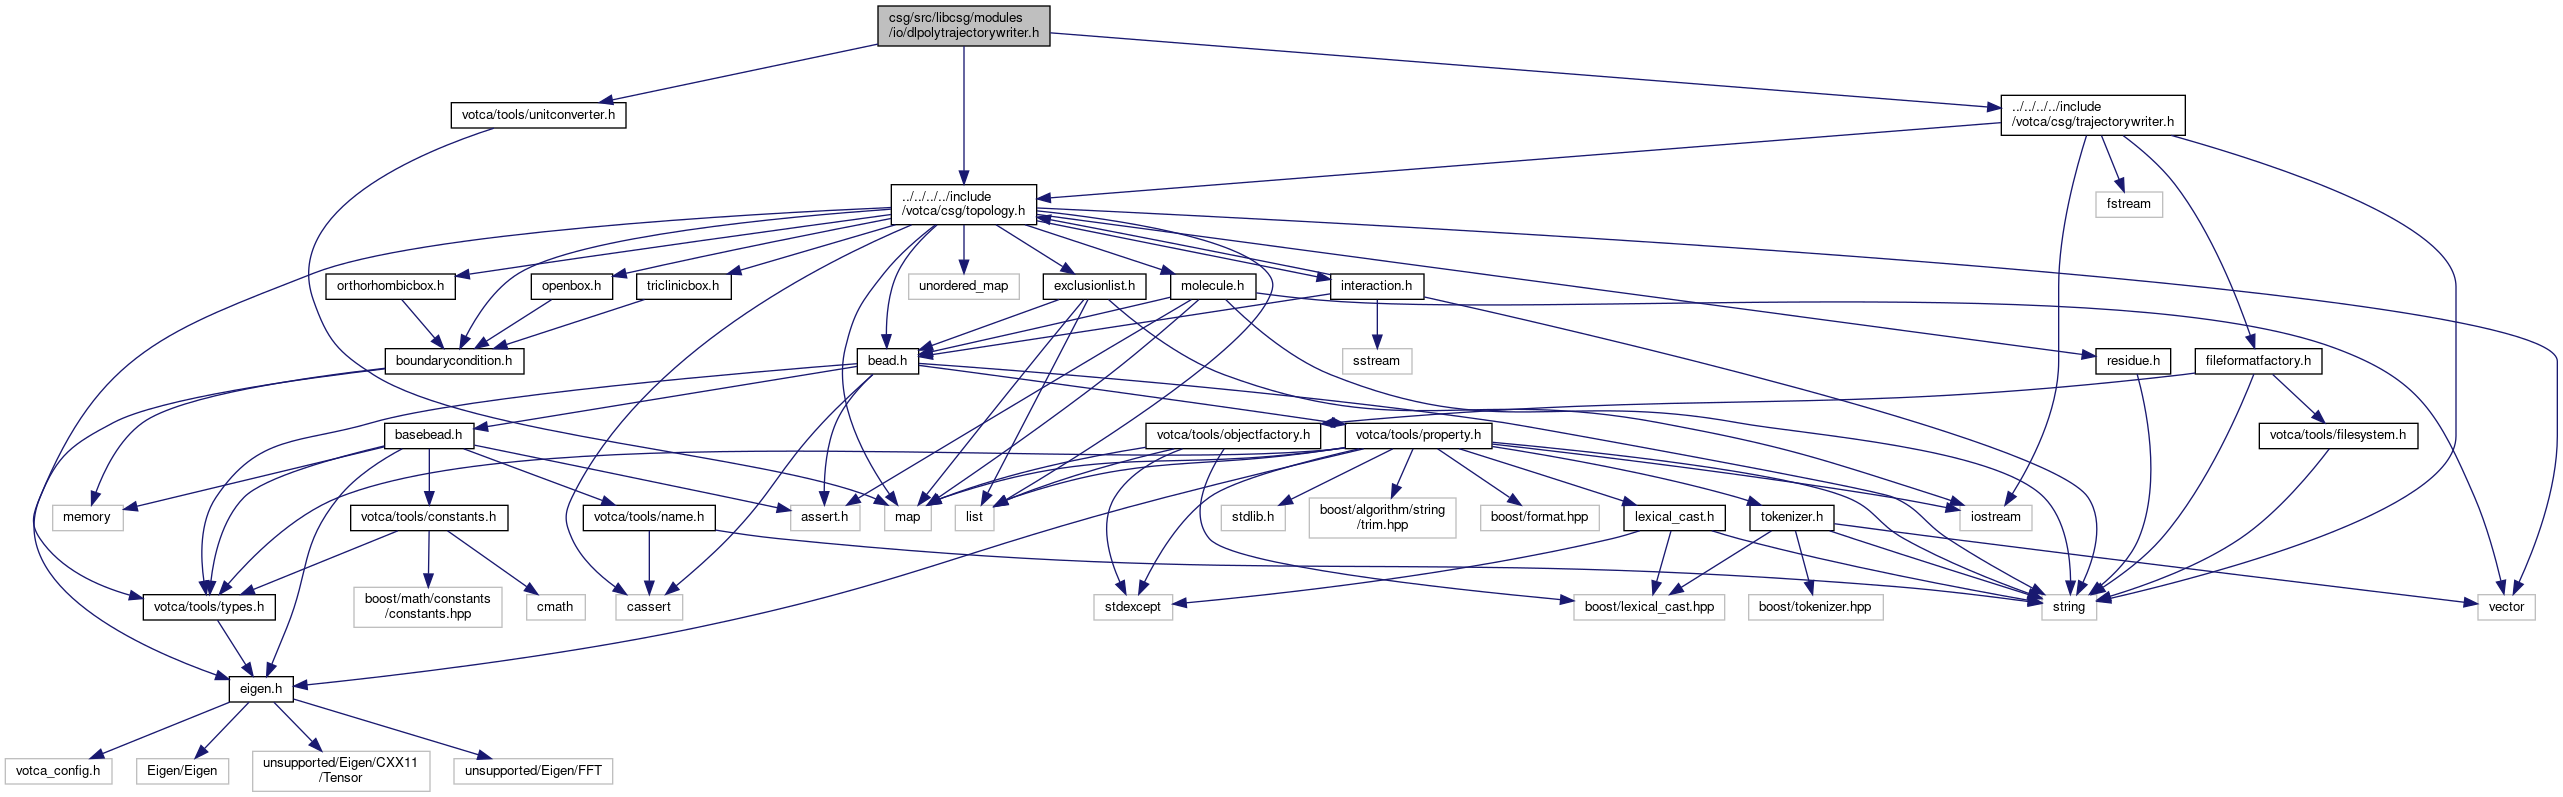 csg/src/libcsg/modules
/io/dlpolytrajectorywriter.h
votca/tools/unitconverter.h
../../../../include
/votca/csg/trajectorywriter.h
../../../../include
/votca/csg/topology.h
fstream
orthorhombicbox.h
openbox.h
triclinicbox.h
unordered_map
exclusionlist.h
molecule.h
interaction.h
boundarycondition.h
bead.h
sstream
residue.h
fileformatfactory.h
basebead.h
votca/tools/objectfactory.h
votca/tools/property.h
votca/tools/filesystem.h
memory
votca/tools/constants.h
votca/tools/name.h
assert.h
map
list
stdlib.h
boost/algorithm/string
/trim.hpp
boost/format.hpp
lexical_cast.h
tokenizer.h
iostream
votca/tools/types.h
boost/math/constants
/constants.hpp
cmath
cassert
stdexcept
boost/lexical_cast.hpp
boost/tokenizer.hpp
string
vector
eigen.h
votca_config.h
Eigen/Eigen
unsupported/Eigen/CXX11
/Tensor
unsupported/Eigen/FFT